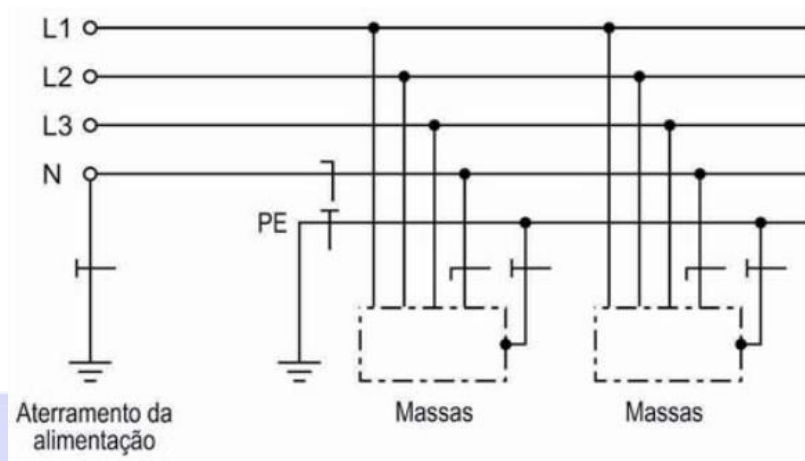 L1
L2
L3
N
PE
Aterramento da
alimentação
Massas
Massas